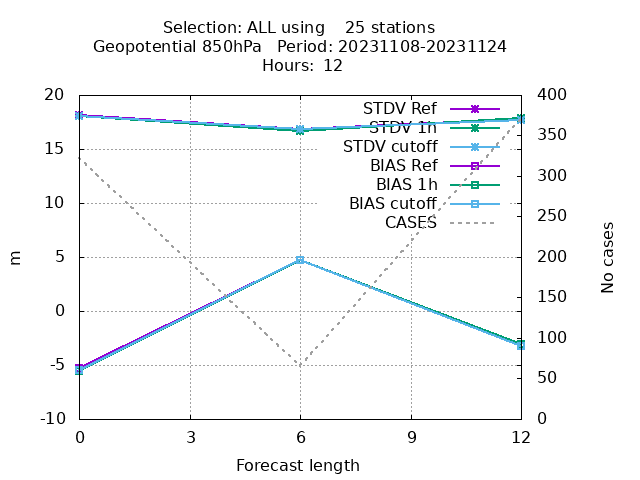 Selection: ALL using    25 stations
Geopotential 850hPa   Period: 20231108-20231124
Hours: 12
20
15
10
5
0
-5
-10
m
400
350
300
250
200
150
100
50
0
No cases
STDV Ref
STDV 1h
STDV cutoff
BIAS Ref
BIAS 1h
BIAS cutoff
CASES
0 3 6 9 12
Forecast length